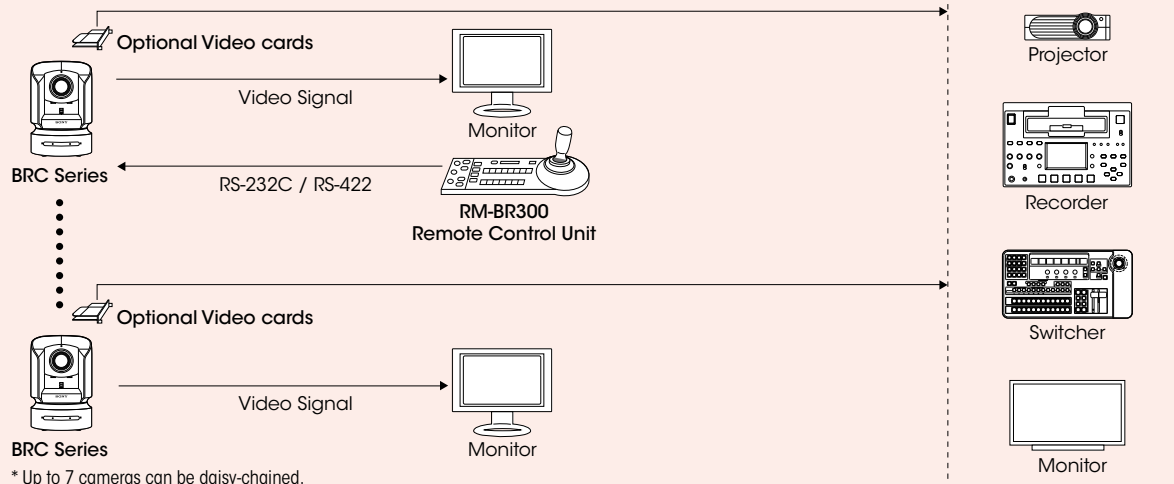 Optional Video cards
Video Signal
Monitor
BRC Series
RS-232C / RS-422
RM-BR300
Remote Control Unit
Optional Video cards
Video Signal
Monitor
BRC Series
* Up to 7 cameras can be daisy-chained.
Projector
Recorder
Switcher
Monitor